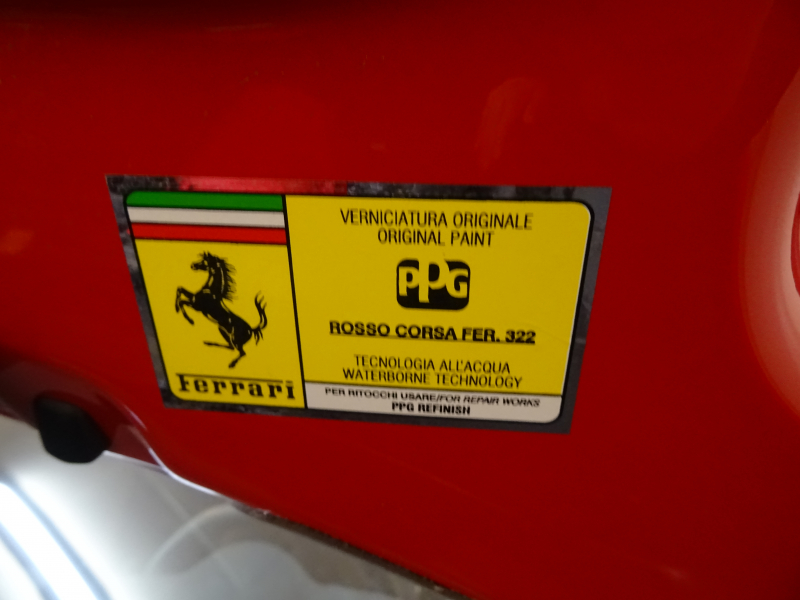 VERNICIATURA ORIGINALE
ORIGINAL PAINT
PPG
ROSSO CORSA FER. 322
TECNOLOGIA ALL'ACQUA
WATERBORNE TECHNOLOGY
Ferrari
PER RITOCCHI USARE/FOR REPAIR WORKS
PPG REFINISH